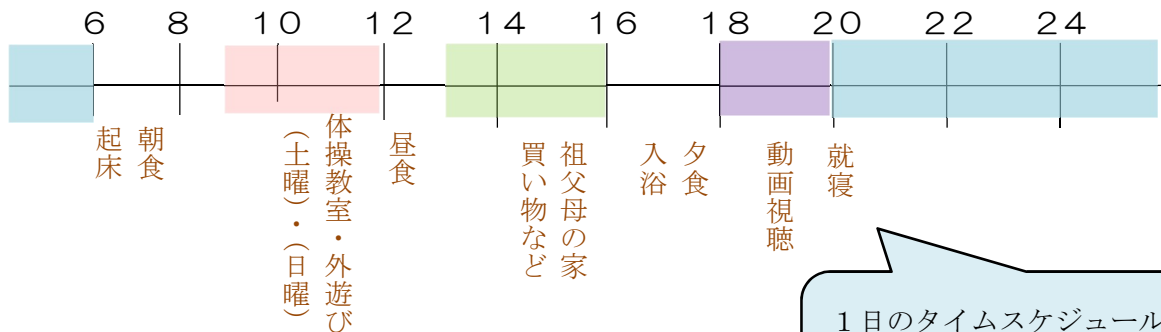 6 8 10 12 14 16 18 20 22 24
起床
朝食
体操教室・外遊び
(土曜)・(日曜)
昼食
祖父母の家
買い物など
入浴
夕食
動画視聴
就寝
1日のタイムスケジュール